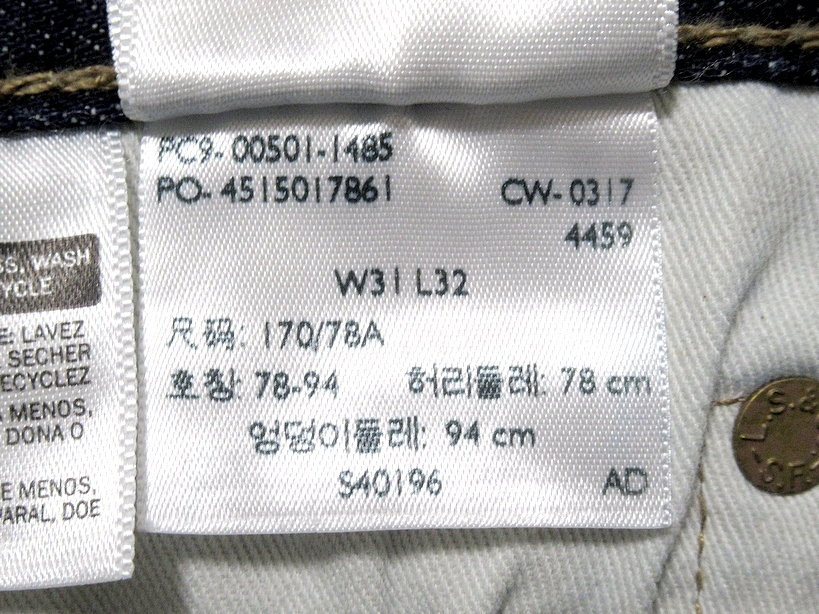 PC9-00501-1485
PO-4515017861
CW-0317
4459
W31 L32
尺码: 170/78A
호칭: 78-94 허리둘레: 78 cm
엉덩이둘레: 94 cm
S40196 AD
WASH
E: LAVEZ
SECHER
ECYCLEZ
A MENOS,
DONA O
E MENOS,
PARAL, DOE
L.S.&
S.F.